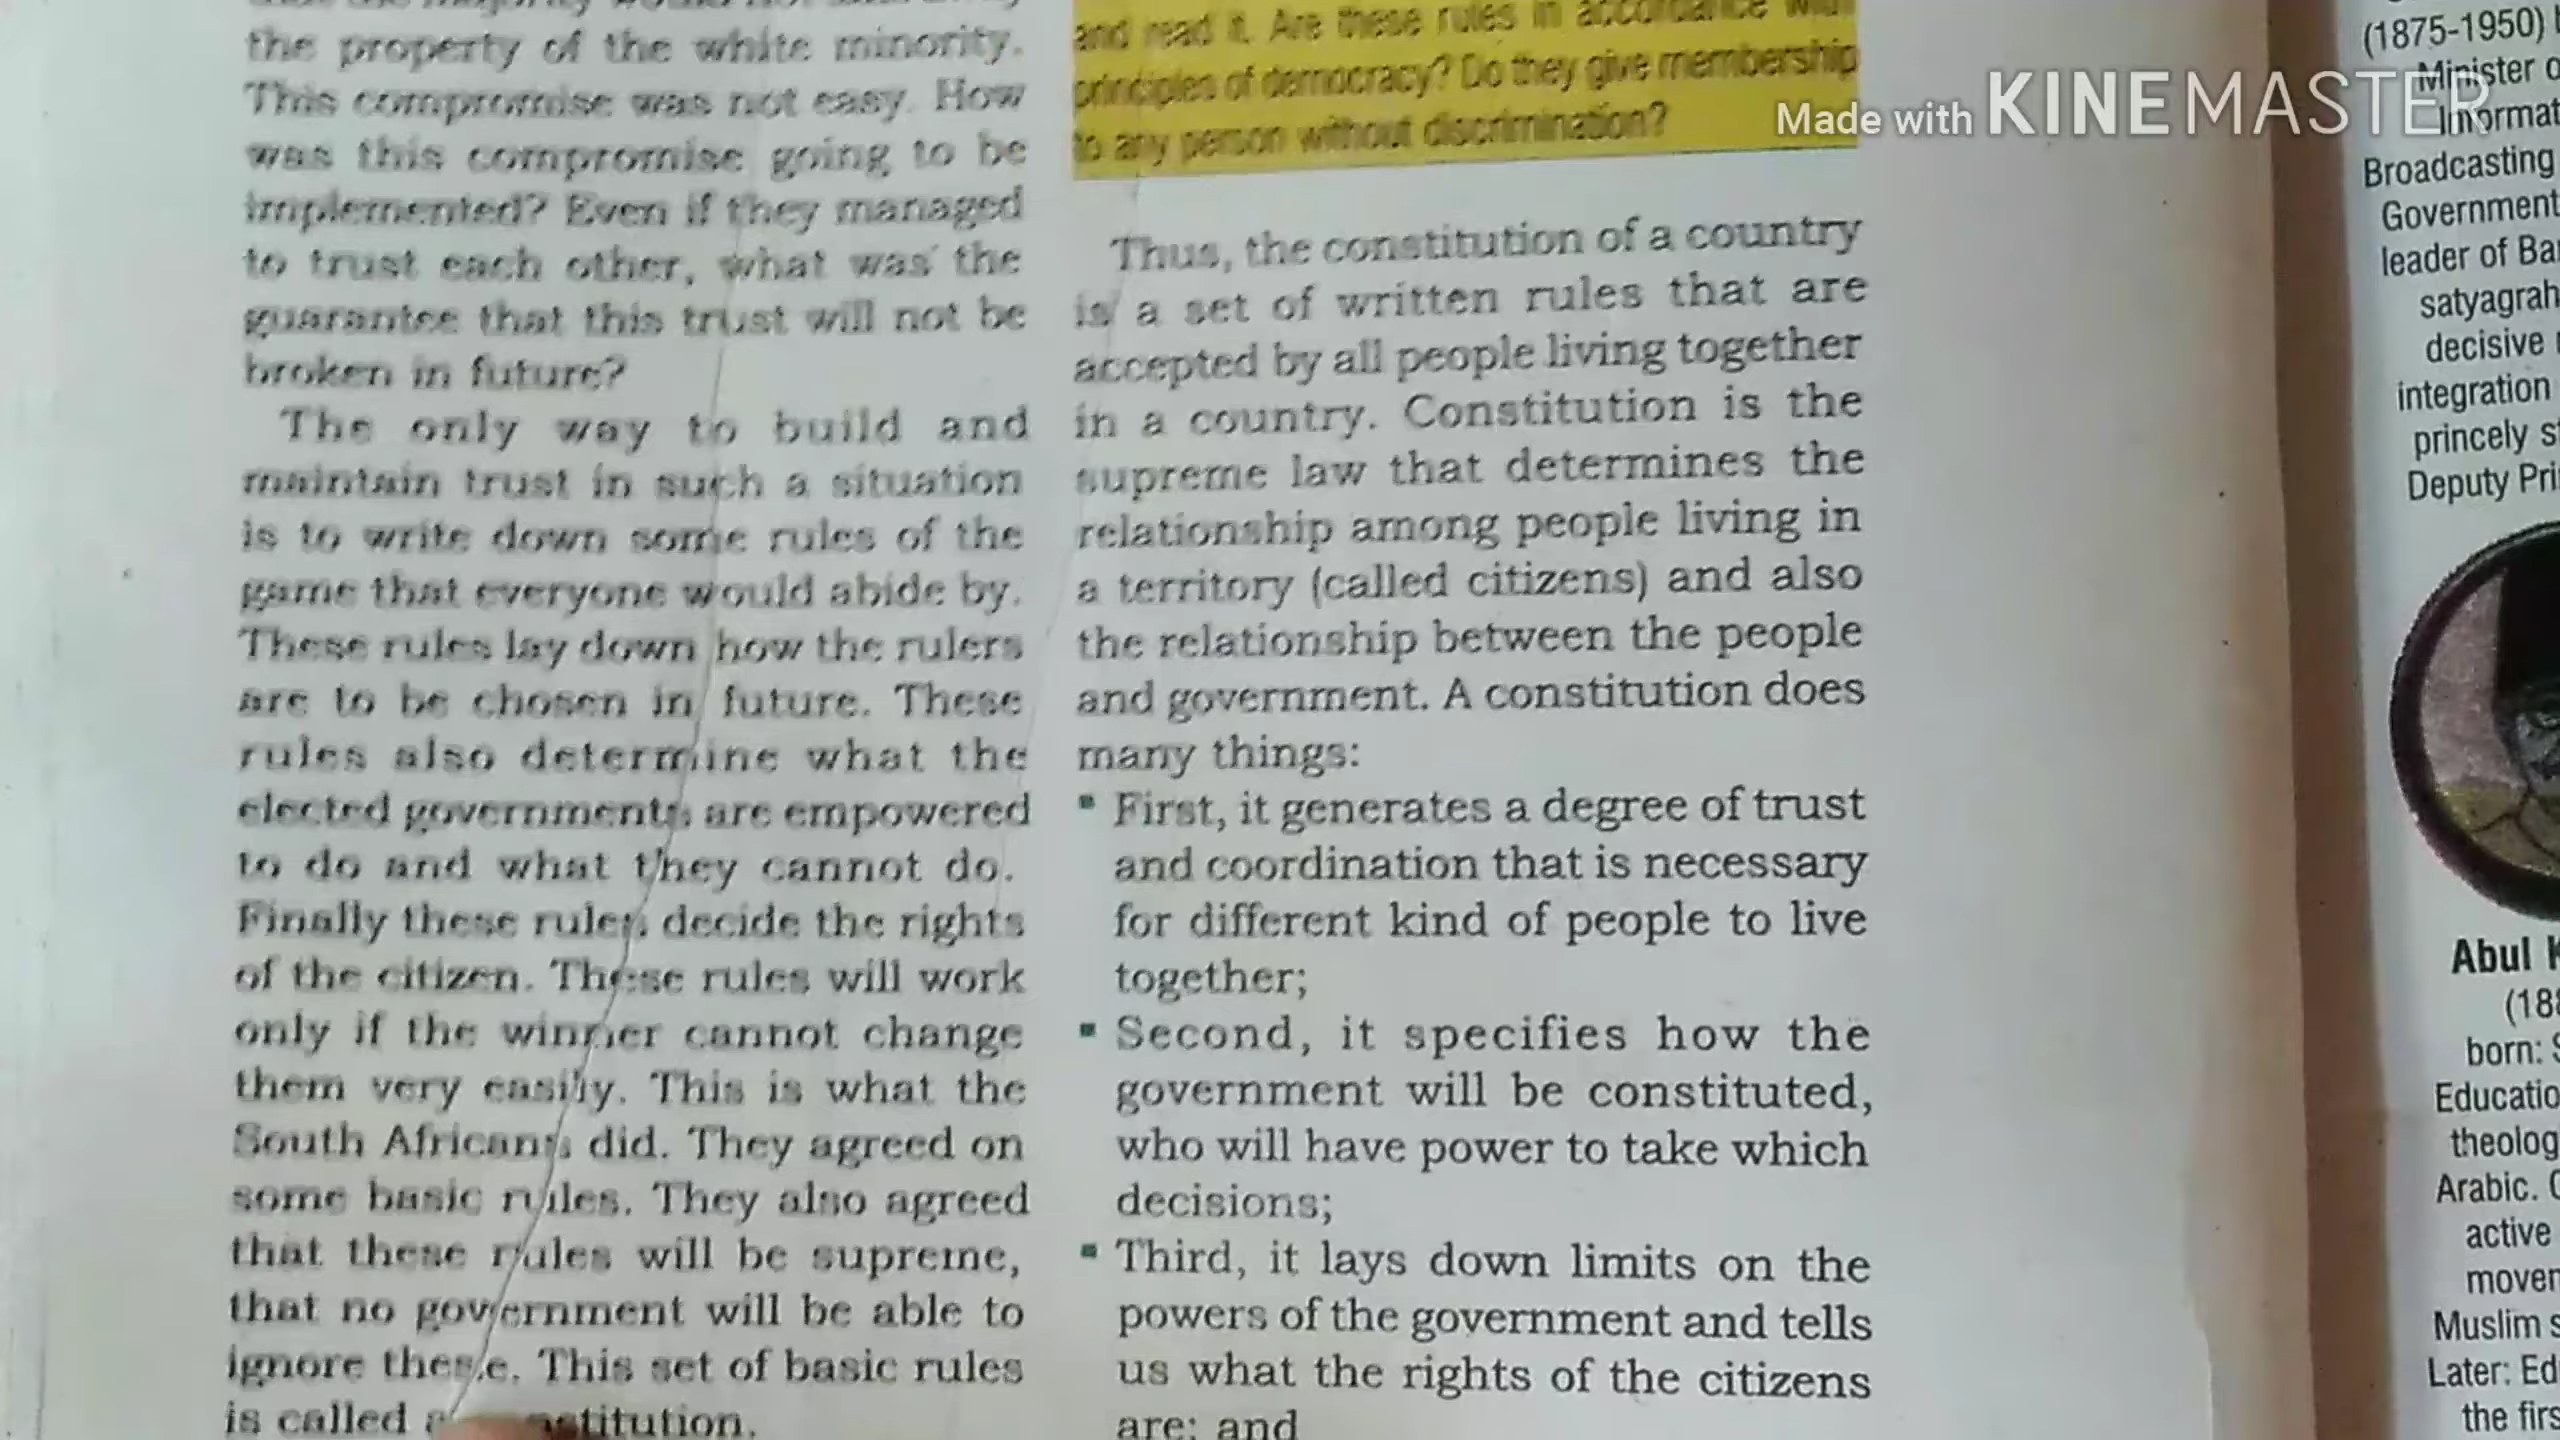 the property of the white minority.
This compromise was not easy. How
was this compromise going to be
implemented? Even if they managed
to trust each other, what was the
guarantee that this trust will not be
broken in future?
The only way to build and
maintain trust in such a situation
is to write down some rules of the
game that everyone would abide by.
These rules lay down how the rulers
are to be chosen in future. These
rules also determine what the
elected governments are empowered
to do and what they cannot do.
Finally these rules decide the rights
of the citizen. These rules will work
only if the winner cannot change
them very easily. This is what the
South Africans did. They agreed on
some basic rules. They also agreed
that these rules will be supreme,
that no government will be able to
ignore these. This set of basic rules
is called
and read it. Are these rules in accordance with
principles of democracy? Do they give membership
to any person without discrimination?
Thus, the constitution of a country
is a set of written rules that are
accepted by all people living together
in a country. Constitution is the
supreme law that determines the
relationship among people living in
a territory (called citizens) and also
the relationship between the people
and government. A constitution does
many things:
▪ First, it generates a degree of trust
and coordination that is necessary
for different kind of people to live
together;
▪ Second, it specifies how the
government will be constituted,
who will have power to take which
decisions;
▪ Third, it lays down limits on the
powers of the government and tells
us what the rights of the citizens
are; and
Made with KINEMASTER
(1875-1950)
Minister
Broadcasting
Government
leader of
decisive
integration
princely
Deputy
Abul
born:
Arabic.
active
Muslim
Later:
the